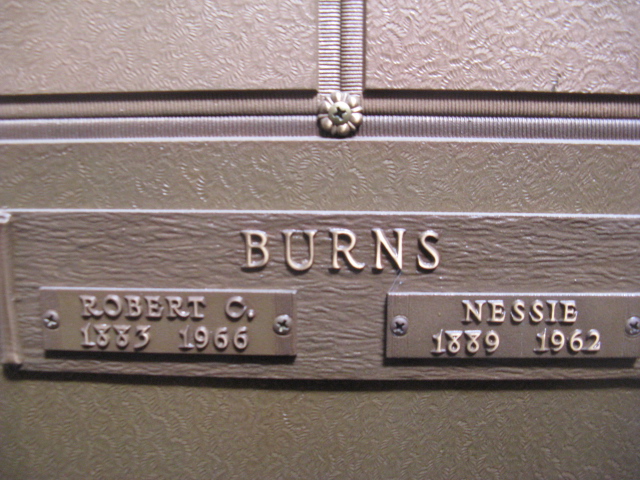 BURNS
ROBERT C.
1883 1966
NESSIE
1889 1962